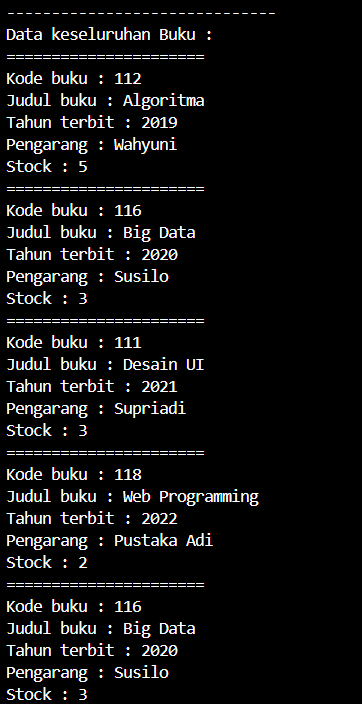 ------------------------------
Data keseluruhan Buku :
======================
Kode buku : 112
Judul buku : Algoritma
Tahun terbit : 2019
Pengarang : Wahyuni
Stock : 5
======================
Kode buku : 116
Judul buku : Big Data
Tahun terbit : 2020
Pengarang : Susilo
Stock : 3
======================
Kode buku : 111
Judul buku : Desain UI
Tahun terbit : 2021
Pengarang : Supriadi
Stock : 3
======================
Kode buku : 118
Judul buku : Web Programming
Tahun terbit : 2022
Pengarang : Pustaka Adi
Stock : 2
======================
Kode buku : 116
Judul buku : Big Data
Tahun terbit : 2020
Pengarang : Susilo
Stock : 3